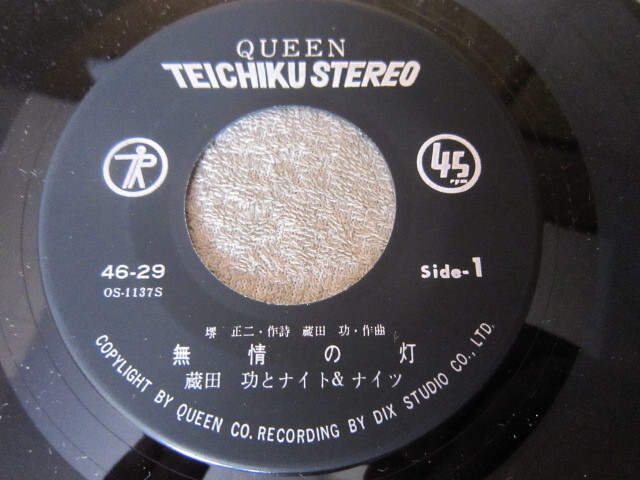 QUEEN
TEICHIKU STEREO
45
rpm
46-29
OS-1137S
Side-1
堺 正二・作詩 蔵田 功・作曲
無情の灯
蔵田 功とナイト&ナイツ
COPYLIGHT BY QUEEN CO. RECORDING BY DIX STUDIO CO., LTD.